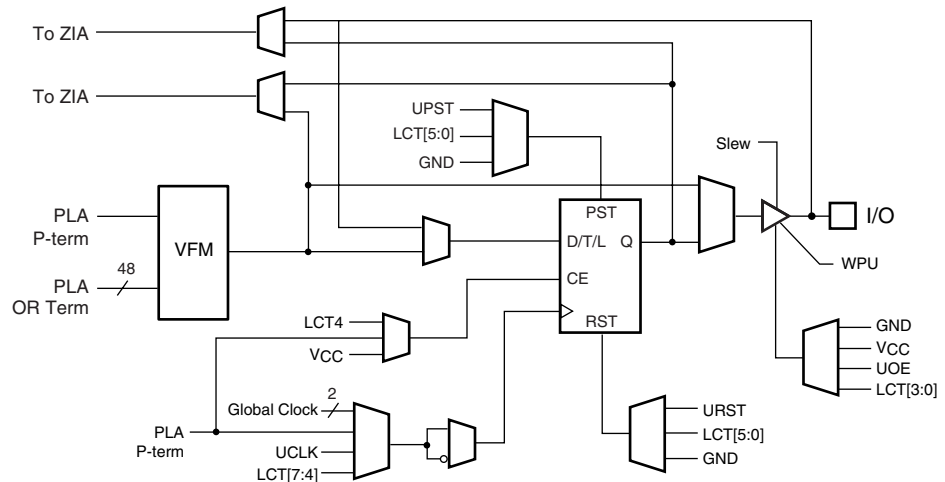 To ZIA
To ZIA
UPST
LCT[5:0]
GND
Slew
PLA
P-term
VFM
PST
D/T/L Q
CE
RST
I/O
WPU
48
PLA
OR Term
LCT4
VCC
GND
VCC
UOE
LCT[3:0]
2
Global Clock
PLA
P-term
UCLK
LCT[7:4]
URST
LCT[5:0]
GND